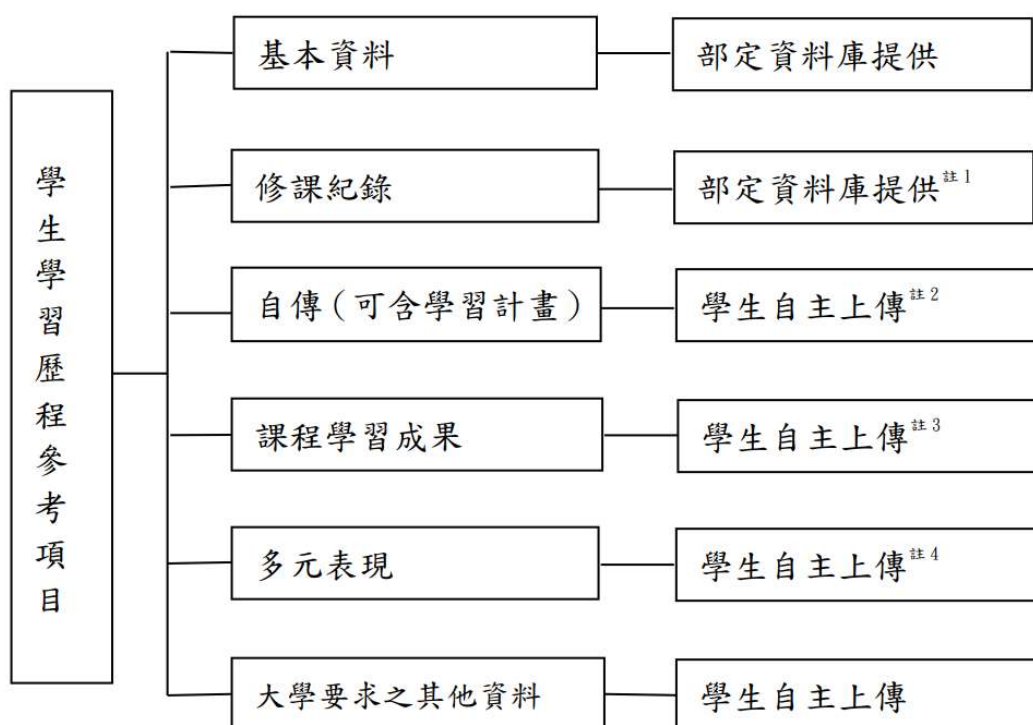 學生學習歷程參考項目
基本資料
部定資料庫提供
修課紀錄
部定資料庫提供註1
自傳(可含學習計畫)
學生自主上傳註2
課程學習成果
學生自主上傳註3
多元表現
學生自主上傳註4
大學要求之其他資料
學生自主上傳